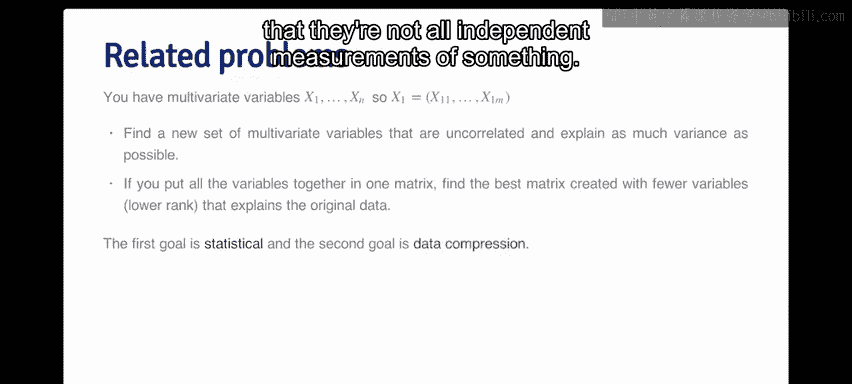 that they're not all independent
measurements of something.
Related problems
You have multivariate variables X₁, … , Xₙ so X₁ = (X₁₁, … , X₁ₘ)
· Find a new set of multivariate variables that are uncorrelated and explain as much variance as
possible.
· If you put all the variables together in one matrix, find the best matrix created with fewer variables
(lower rank) that explains the original data.
The first goal is statistical and the second goal is data compression.